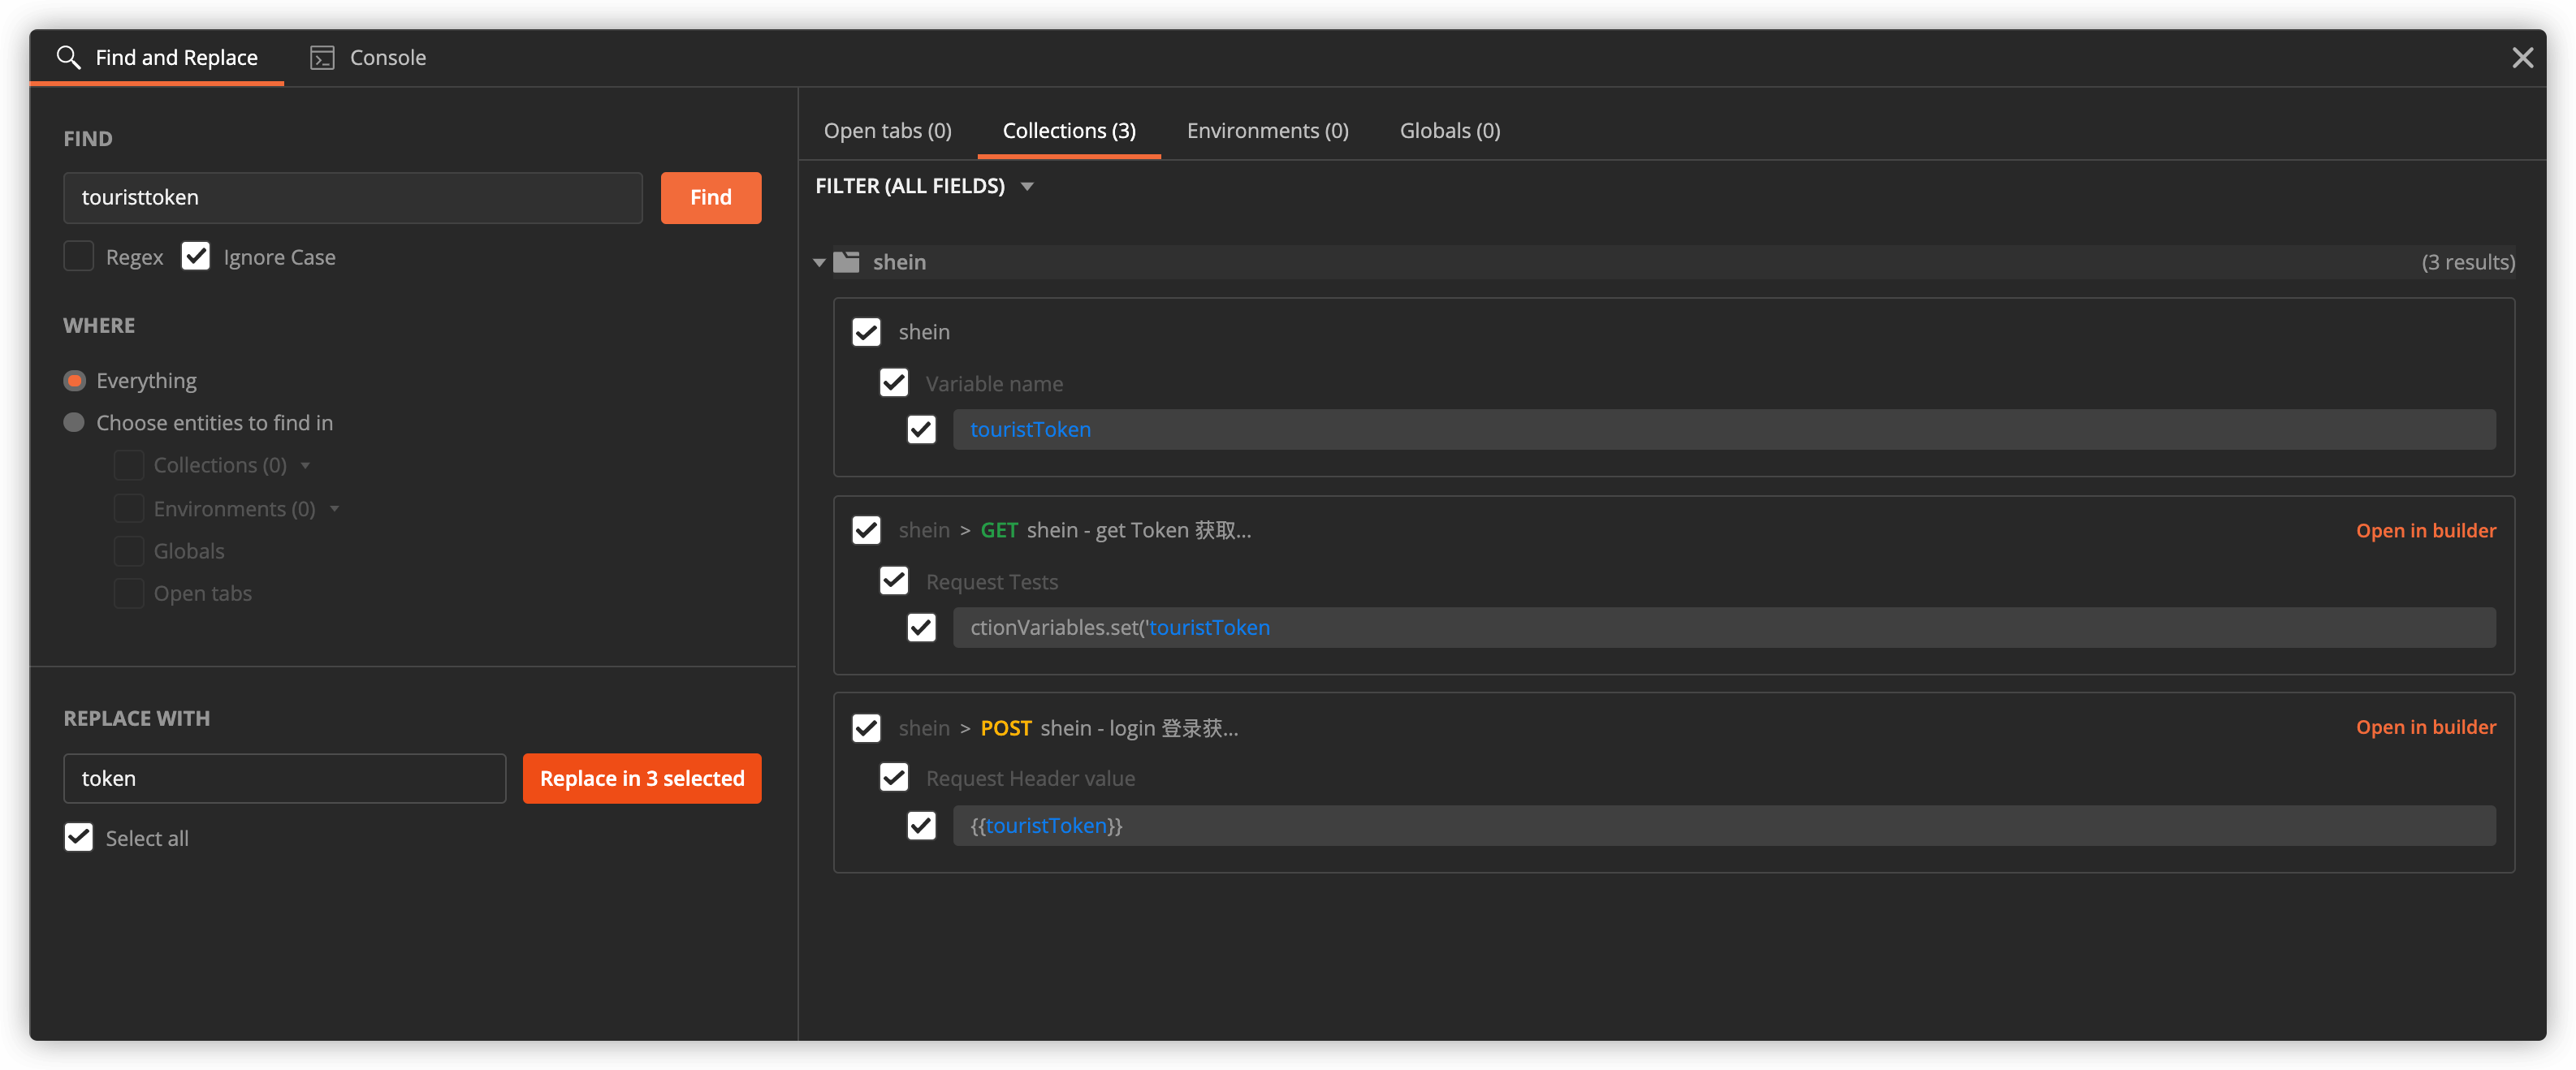 Find and Replace
Console
FIND
touristtoken
Find
Regex
Ignore Case
WHERE
Everything
Choose entities to find in
Collections (0)
Environments (0)
Globals
Open tabs
REPLACE WITH
token
Replace in 3 selected
Select all
Open tabs (0)
Collections (3)
Environments (0)
Globals (0)
FILTER (ALL FIELDS)
shein
(3 results)
shein
Variable name
touristToken
shein > GET shein - get Token 获取...
Open in builder
Request Tests
ctionVariables.set('touristToken
shein > POST shein - login 登录获...
Open in builder
Request Header value
{{touristToken}}